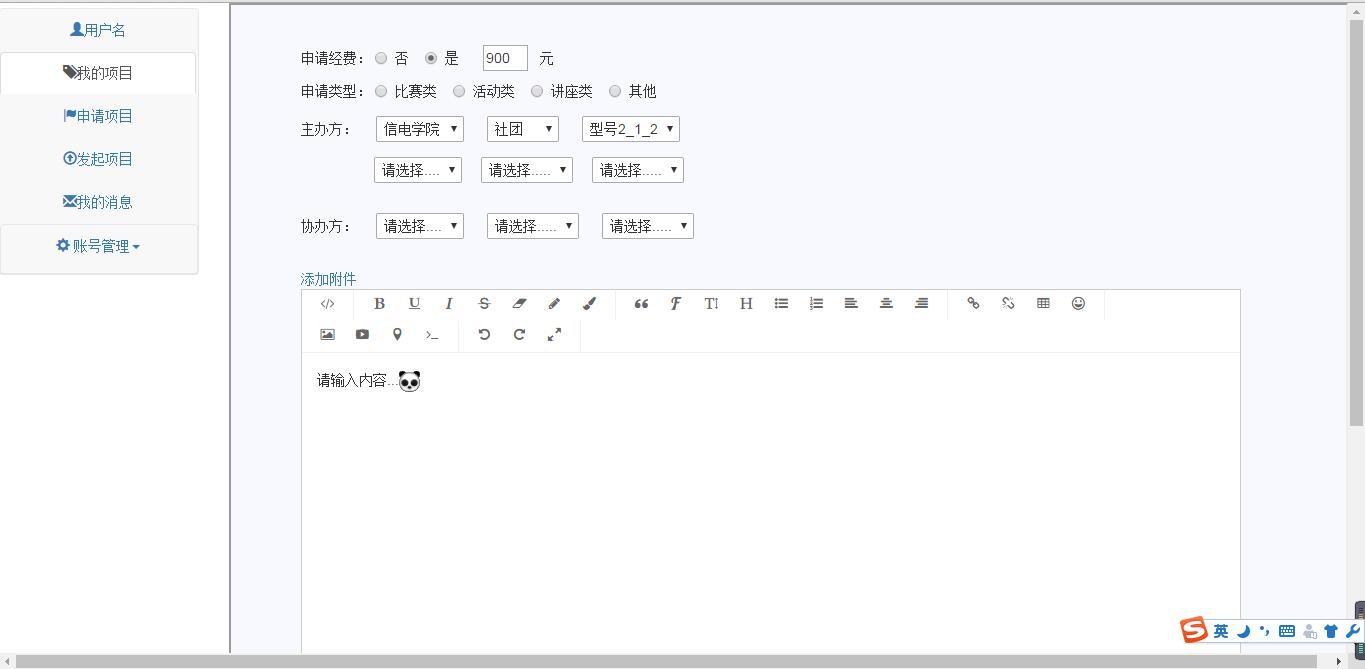 用户名
我的项目
申请项目
发起项目
我的消息
账号管理
申请经费： 否 是 900 元
申请类型： 比赛类 活动类 讲座类 其他
主办方： 信电学院 社团 型号2_1_2
请选择.... 请选择..... 请选择.....
协办方： 请选择.... 请选择..... 请选择.....
添加附件
B U I S F T H
请输入内容...
S 英